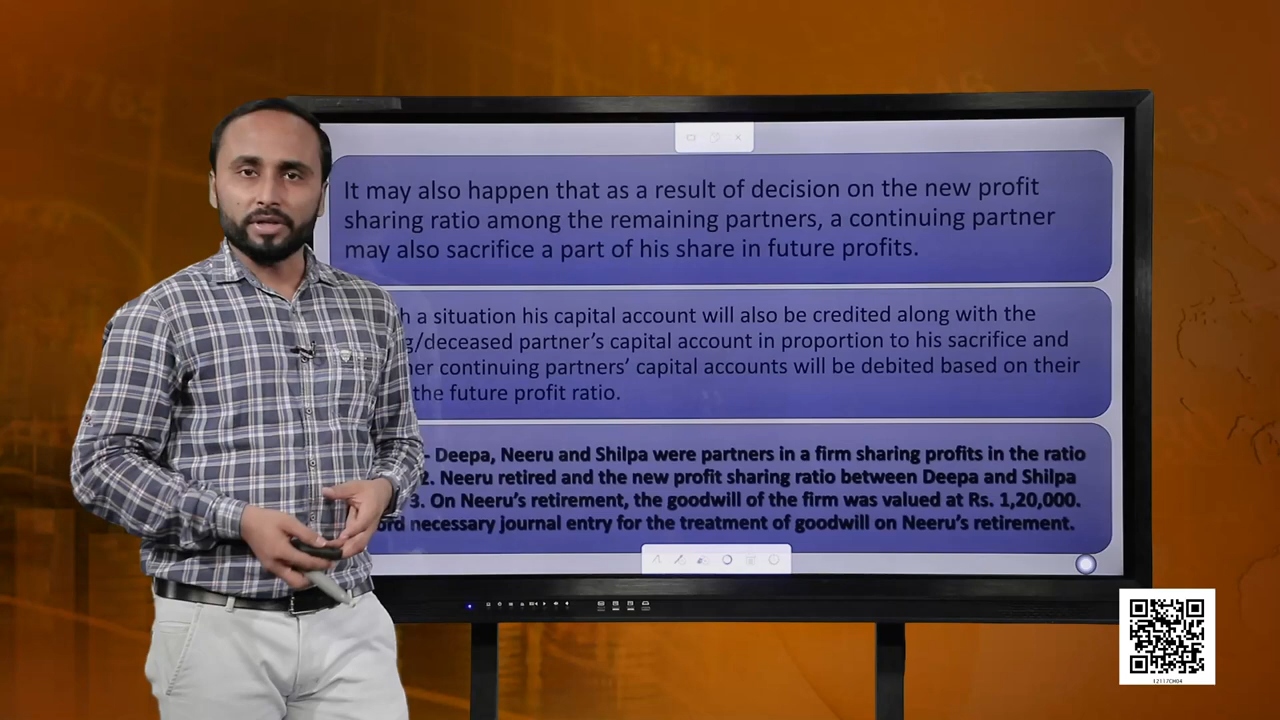 It may also happen that as a result of decision on the new profit
sharing ratio among the remaining partners, a continuing partner
may also sacrifice a part of his share in future profits.
a situation his capital account will also be credited along with the
/deceased partner's capital account in proportion to his sacrifice and
continuing partners' capital accounts will be debited based on their
the future profit ratio.
- Deepa, Neeru and Shilpa were partners in a firm sharing profits in the ratio
2. Neeru retired and the new profit sharing ratio between Deepa and Shilpa
3. On Neeru's retirement, the goodwill of the firm was valued at Rs. 1,20,000.
necessary journal entry for the treatment of goodwill on Neeru's retirement.
12117CH04